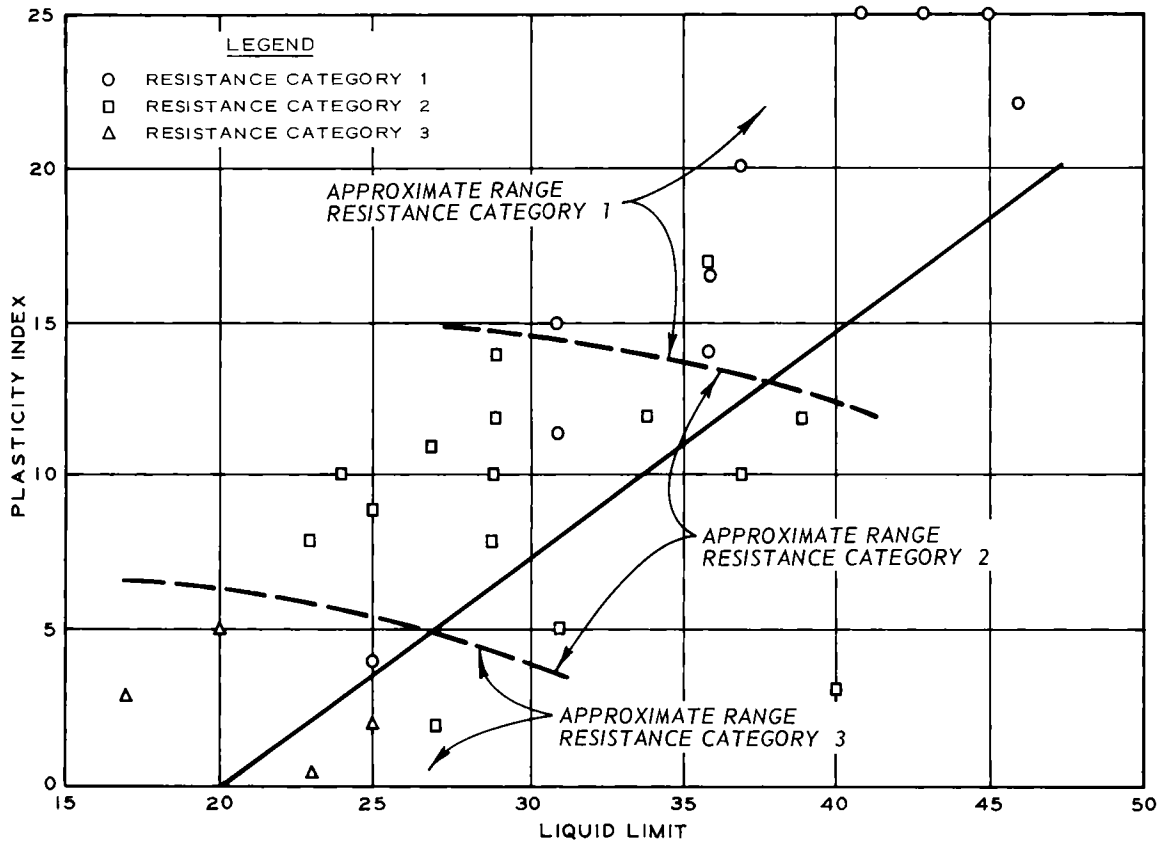 25
LEGEND
RESISTANCE CATEGORY 1
RESISTANCE CATEGORY 2
RESISTANCE CATEGORY 3
20
APPROXIMATE RANGE
RESISTANCE CATEGORY 1
PLASTICITY INDEX
15
10
APPROXIMATE RANGE
RESISTANCE CATEGORY 2
5
APPROXIMATE RANGE
RESISTANCE CATEGORY 3
0
15 20 25 30 35 40 45 50
LIQUID LIMIT